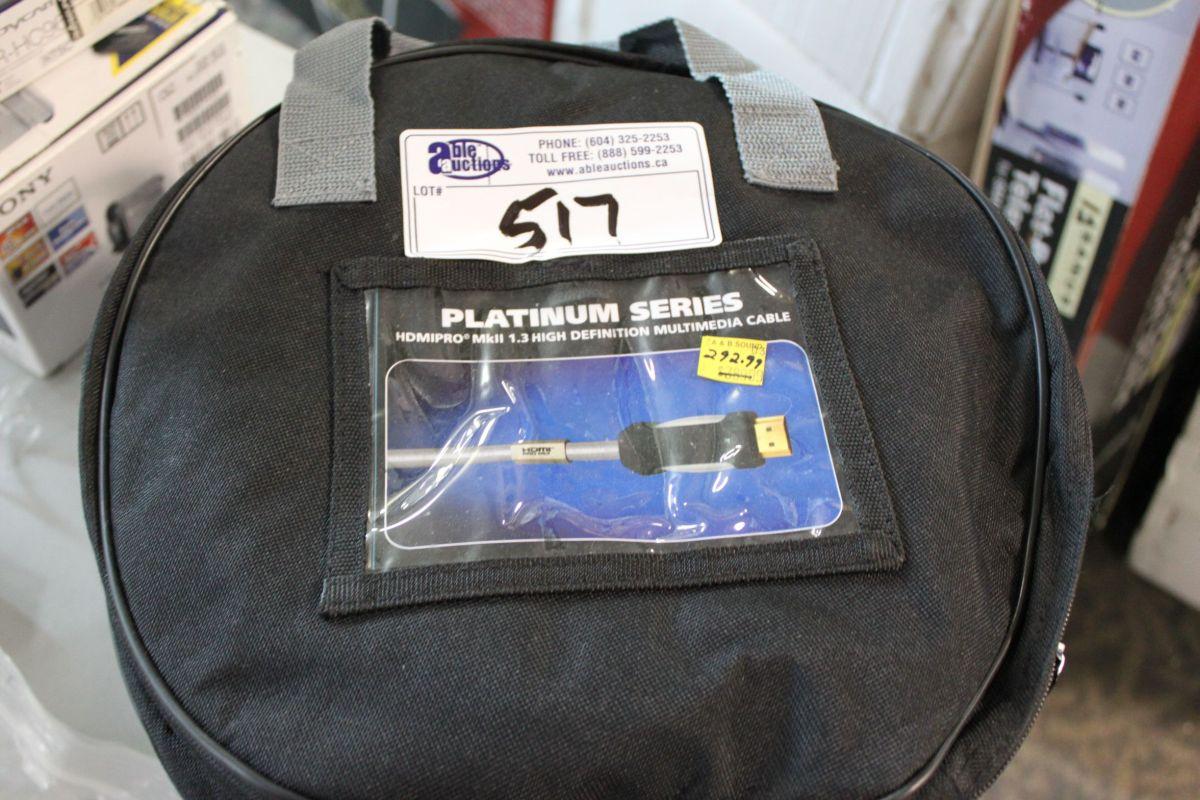 able
auctions
PHONE: (604) 325-2253
TOLL FREE: (888) 599-2253
www.ableauctions.ca
LOT#
517
PLATINUM SERIES
HDMIPRO® MkII 1.3 HIGH DEFINITION MULTIMEDIA CABLE
A & B SOUND
292.99
HDMI
SONY